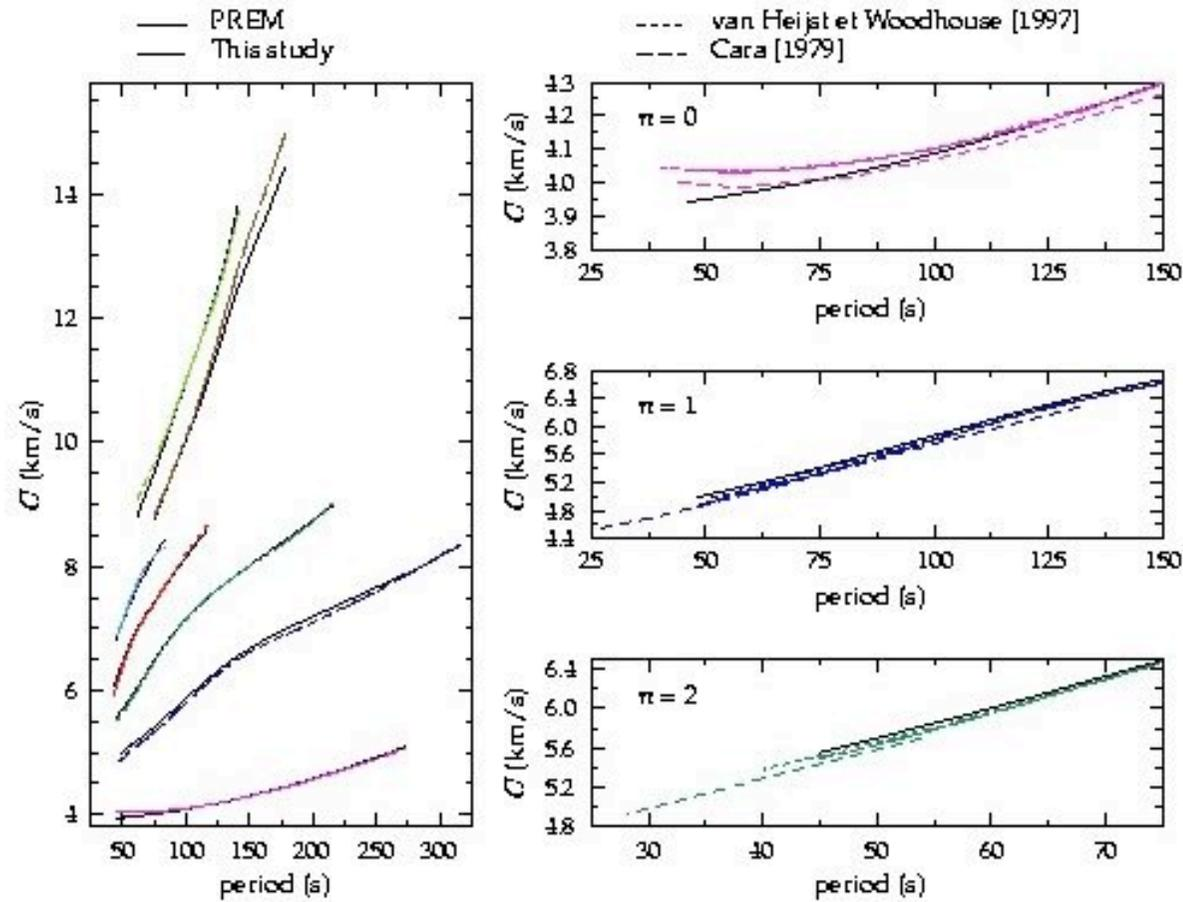 PREM
This study
van Heijst et Woodhouse [1997]
Cara [1979]
14
12
10
8
6
4
C (km/s)
50 100 150 200 250 300
period (s)
4.3
4.2
4.1
4.0
3.9
3.8
C (km/s)
n = 0
25 50 75 100 125 150
period (s)
6.8
6.4
6.0
5.6
5.2
4.8
4.4
C (km/s)
n = 1
25 50 75 100 125 150
period (s)
6.4
6.0
5.6
5.2
4.8
C (km/s)
n = 2
30 40 50 60 70
period (s)